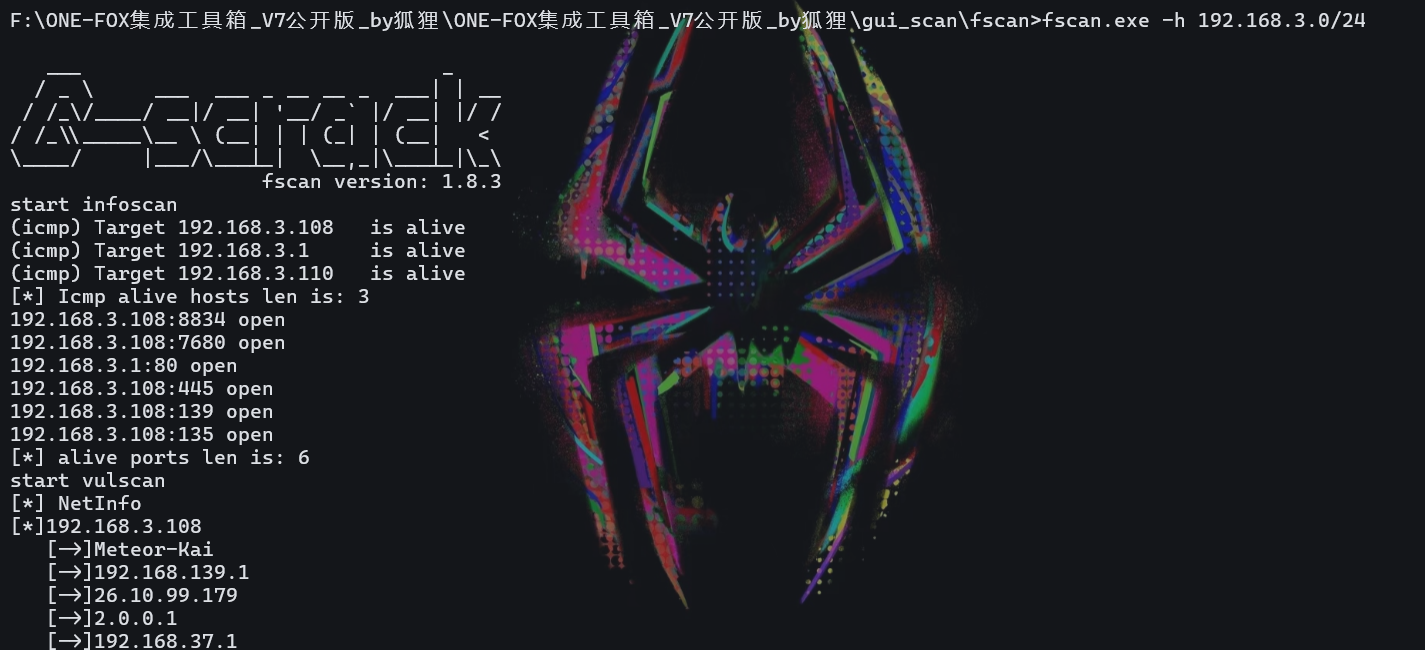 F:\ONE-FOX集成工具箱_V7公开版_by狐狸\ONE-FOX集成工具箱_V7公开版_by狐狸\gui_scan\fscan>fscan.exe -h 192.168.3.0/24
fscan version: 1.8.3
start infoscan
(icmp) Target 192.168.3.108   is alive
(icmp) Target 192.168.3.1     is alive
(icmp) Target 192.168.3.110   is alive
[*] Icmp alive hosts len is: 3
192.168.3.108:8834 open
192.168.3.108:7680 open
192.168.3.1:80 open
192.168.3.108:445 open
192.168.3.108:139 open
192.168.3.108:135 open
[*] alive ports len is: 6
start vulscan
[*] NetInfo
[*]192.168.3.108
   [->]Meteor-Kai
   [->]192.168.139.1
   [->]26.10.99.179
   [->]2.0.0.1
   [->]192.168.37.1